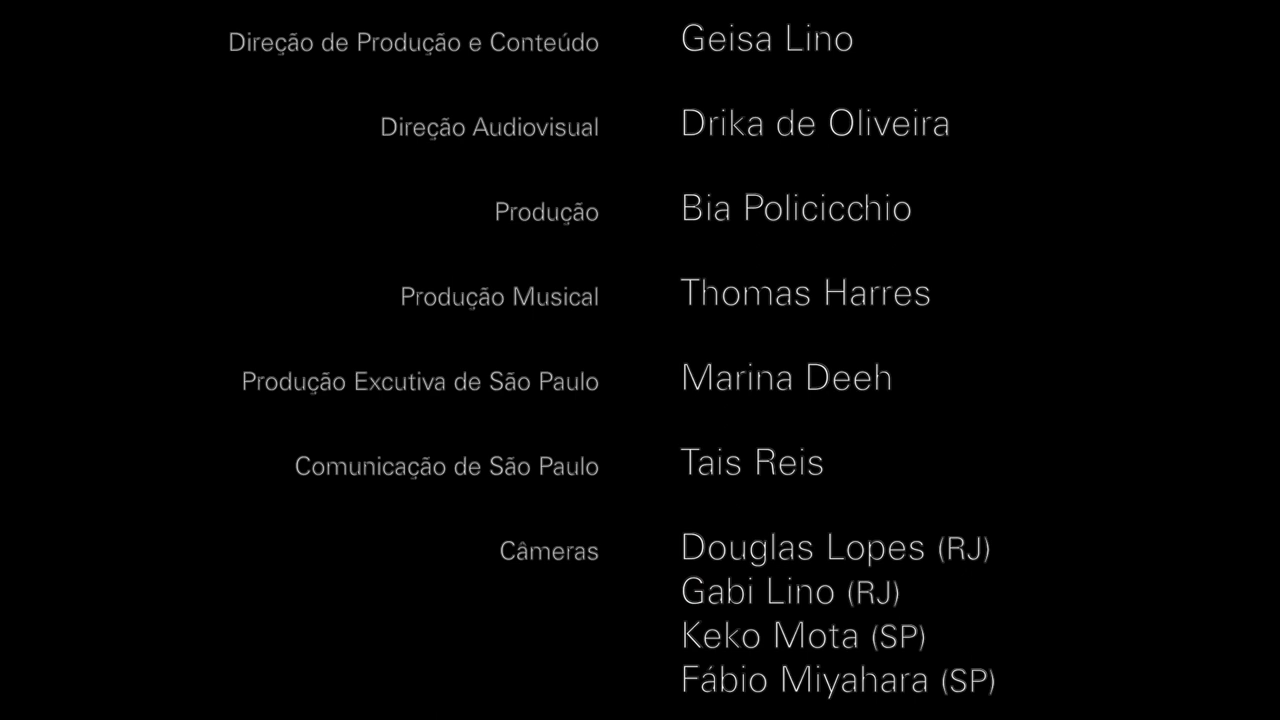 Direção de Produção e Conteúdo Geisa Lino
Direção Audiovisual Drika de Oliveira
Produção Bia Policicchio
Produção Musical Thomas Harres
Produção Excutiva de São Paulo Marina Deeh
Comunicação de São Paulo Tais Reis
Câmeras Douglas Lopes (RJ)
Gabi Lino (RJ)
Keko Mota (SP)
Fábio Miyahara (SP)